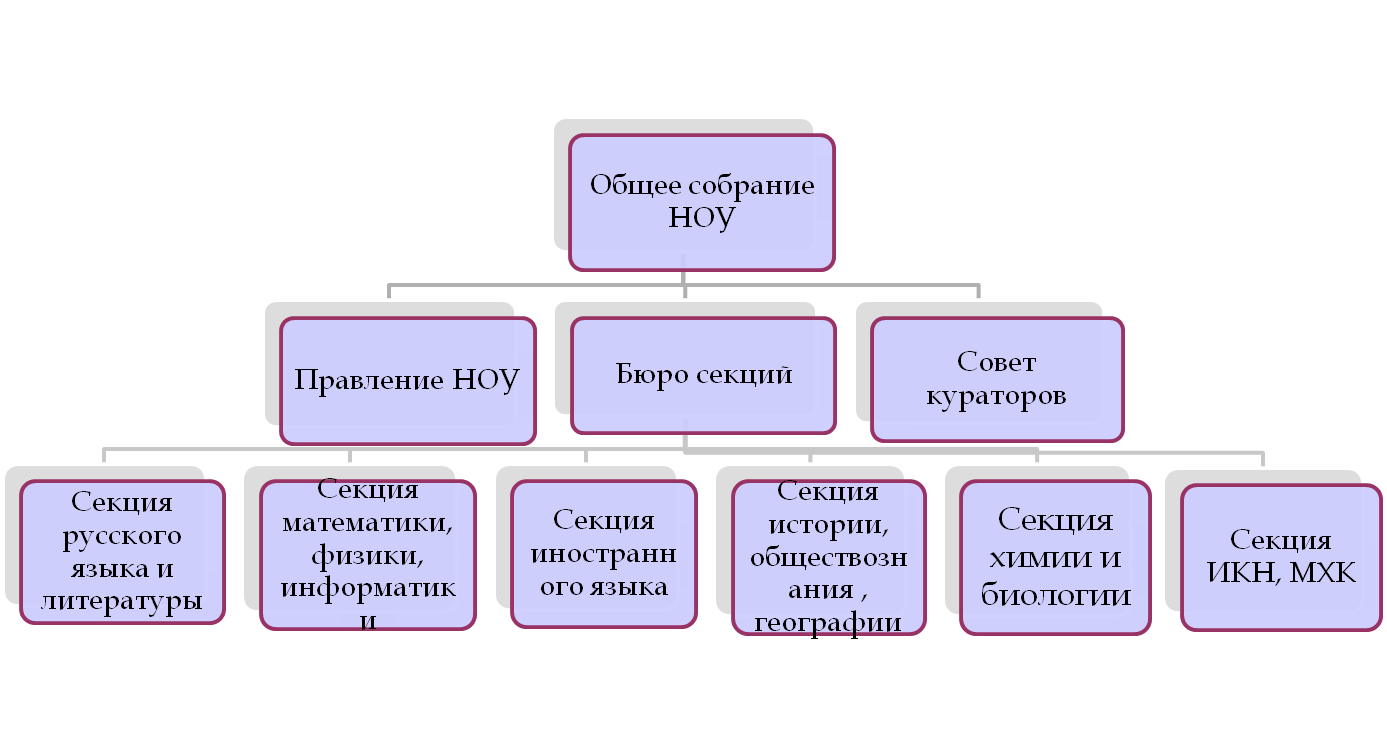 Общее собрание
НОУ
Правление НОУ
Бюро секций
Совет
кураторов
Секция
русского
языка и
литературы
Секция
математики,
физики,
информатик
и
Секция
иностранн
ого языка
Секция
истории,
обществозн
ания ,
географии
Секция
химии и
биологии
Секция
ИКН, МХК